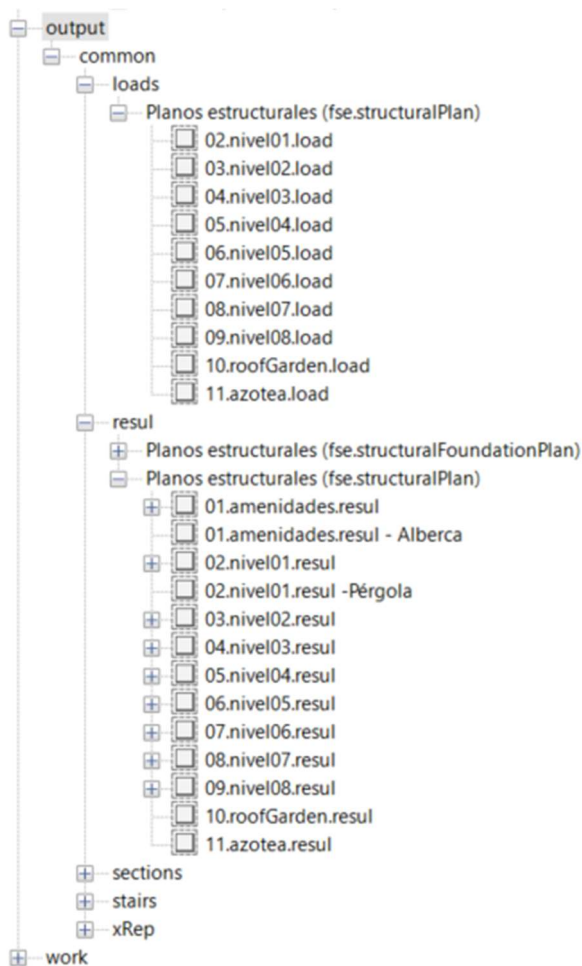 output
common
loads
Planos estructurales (fse.structuralPlan)
02.nivel01.load
03.nivel02.load
04.nivel03.load
05.nivel04.load
06.nivel05.load
07.nivel06.load
08.nivel07.load
09.nivel08.load
10.roofGarden.load
11.azotea.load
resul
Planos estructurales (fse.structuralFoundationPlan)
Planos estructurales (fse.structuralPlan)
01.amenidades.resul
01.amenidades.resul - Alberca
02.nivel01.resul
02.nivel01.resul -Pérgola
03.nivel02.resul
04.nivel03.resul
05.nivel04.resul
06.nivel05.resul
07.nivel06.resul
08.nivel07.resul
09.nivel08.resul
10.roofGarden.resul
11.azotea.resul
sections
stairs
xRep
work